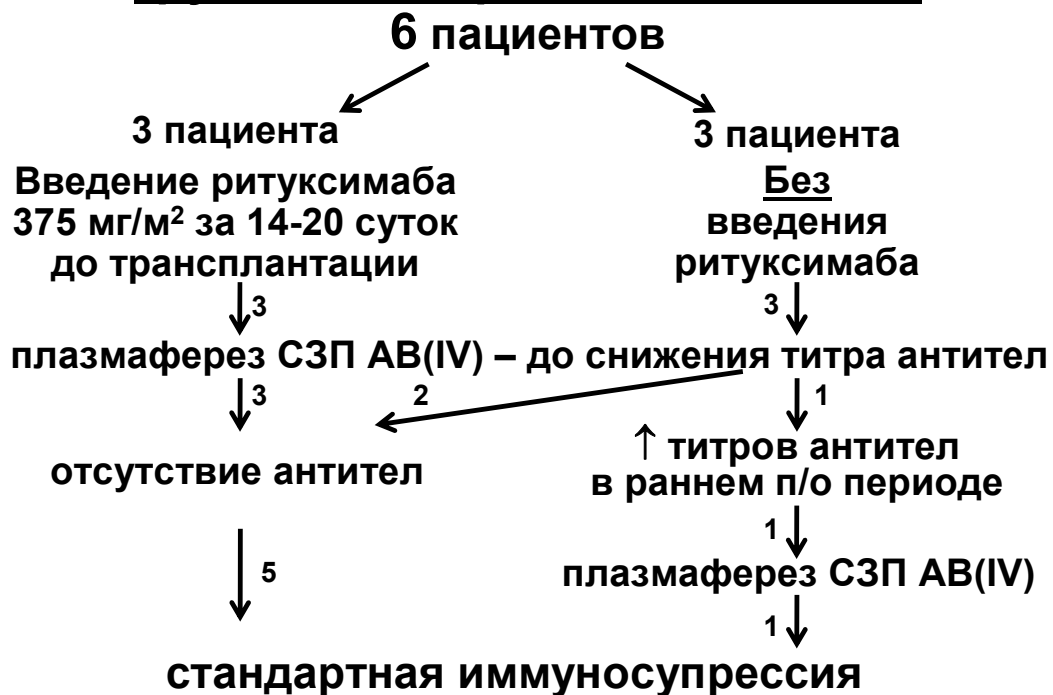 6 пациентов
3 пациента
Введение ритуксимаба
375 мг/м² за 14-20 суток
до трансплантации
3
3 пациента
Без
введения
ритуксимаба
3
плазмаферез СЗП АВ(IV) – до снижения титра антител
3
2
1
отсутствие антител
↑ титров антител
в раннем п/о периоде
1
5
плазмаферез СЗП АВ(IV)
1
стандартная иммуносупрессия